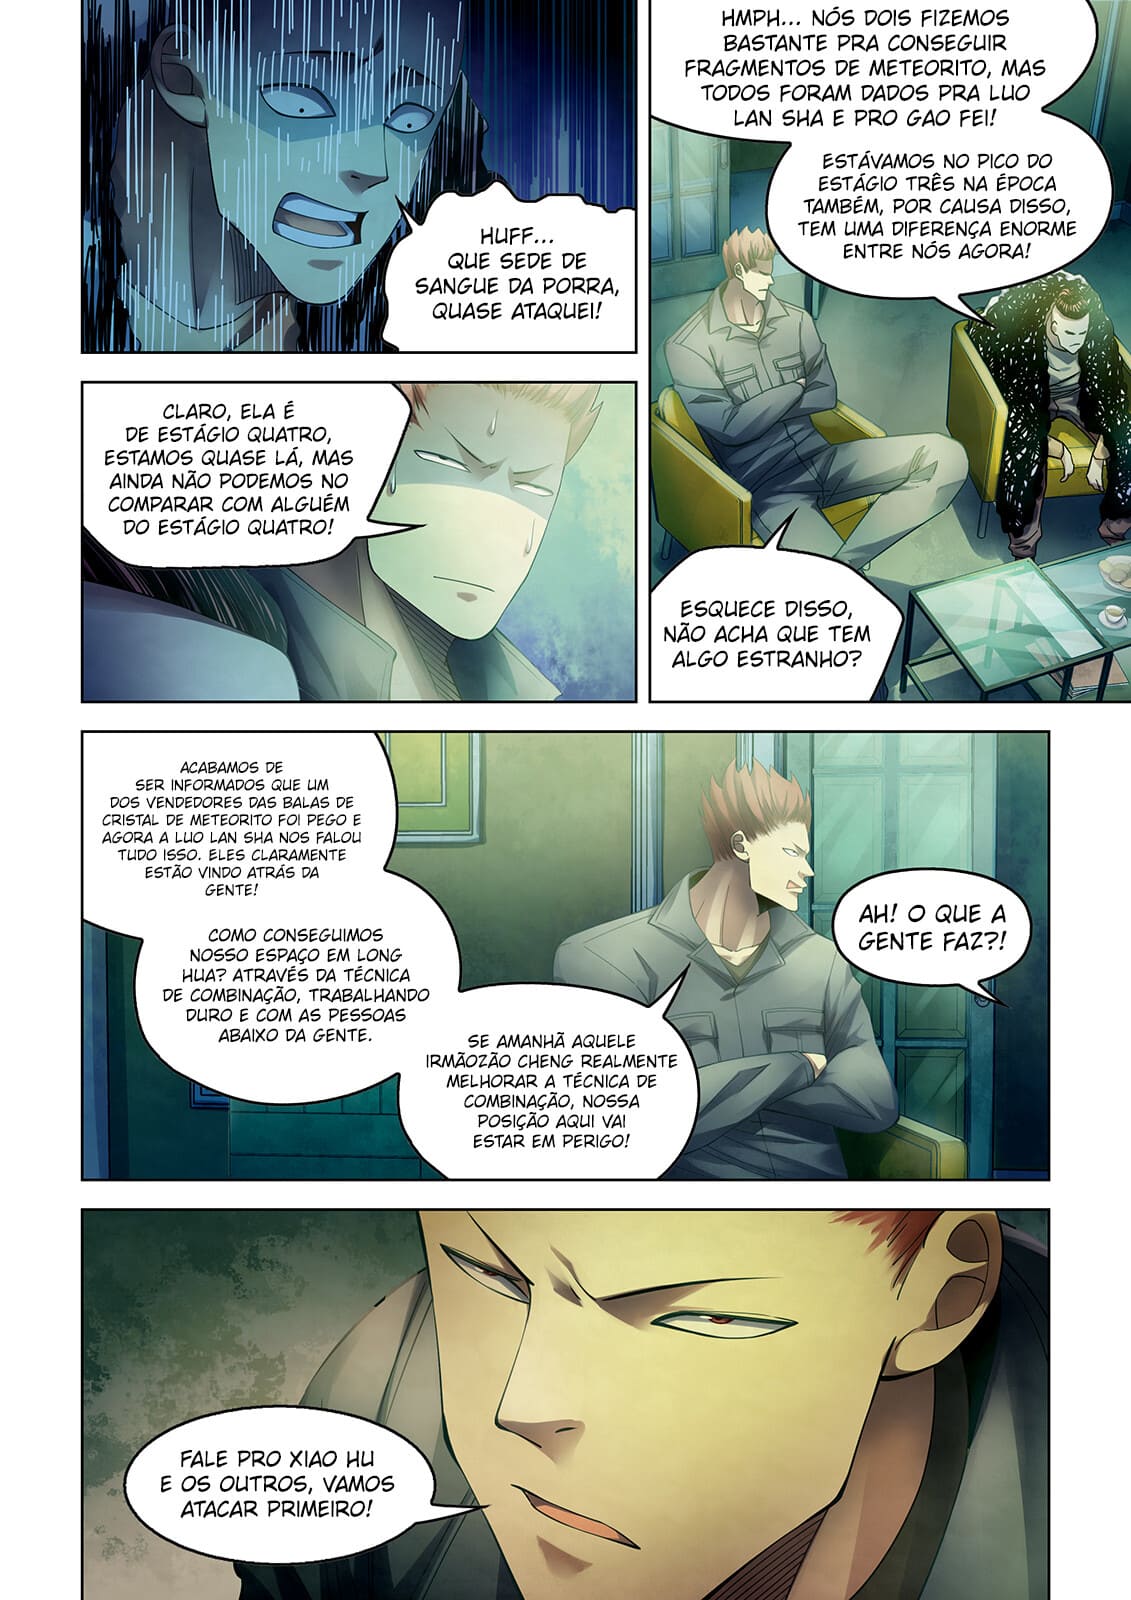 HUFF...
QUE SEDE DE
SANGUE DA PORRA,
QUASE ATAQUEI!
CLARO, ELA É
DE ESTÁGIO QUATRO,
ESTAMOS QUASE LÁ, MAS
AINDA NÃO PODEMOS NO
COMPARAR COM ALGUÉM
DO ESTÁGIO QUATRO!
HMPH... NÓS DOIS FIZEMOS
BASTANTE PRA CONSEGUIR
FRAGMENTOS DE METEORITO, MAS
TODOS FORAM DADOS PRA LUO
LAN SHA E PRO GAO FEI!
ESTÁVAMOS NO PICO DO
ESTÁGIO TRÊS NA ÉPOCA
TAMBÉM, POR CAUSA DISSO,
TEM UMA DIFERENÇA ENORME
ENTRE NÓS AGORA!
ESQUECE DISSO,
NÃO ACHA QUE TEM
ALGO ESTRANHO?
ACABAMOS DE
SER INFORMADOS QUE UM
DOS VENDEDORES DAS BALAS DE
CRISTAL DE METEORITO FOI PEGO E
AGORA A LUO LAN SHA NOS FALOU
TUDO ISSO. ELES CLARAMENTE
ESTÃO VINDO ATRÁS DA
GENTE!
COMO CONSEGUIMOS
NOSSO ESPAÇO EM LONG
HUA? ATRAVÉS DA TÉCNICA
DE COMBINAÇÃO, TRABALHANDO
DURO E COM AS PESSOAS
ABAIXO DA GENTE.
SE AMANHÃ AQUELE
IRMÃOZÃO CHENG REALMENTE
MELHORAR A TÉCNICA DE
COMBINAÇÃO, NOSSA
POSIÇÃO AQUI VAI
ESTAR EM PERIGO!
AH! O QUE A
GENTE FAZ?!
FALE PRO XIAO HU
E OS OUTROS, VAMOS
ATACAR PRIMEIRO!